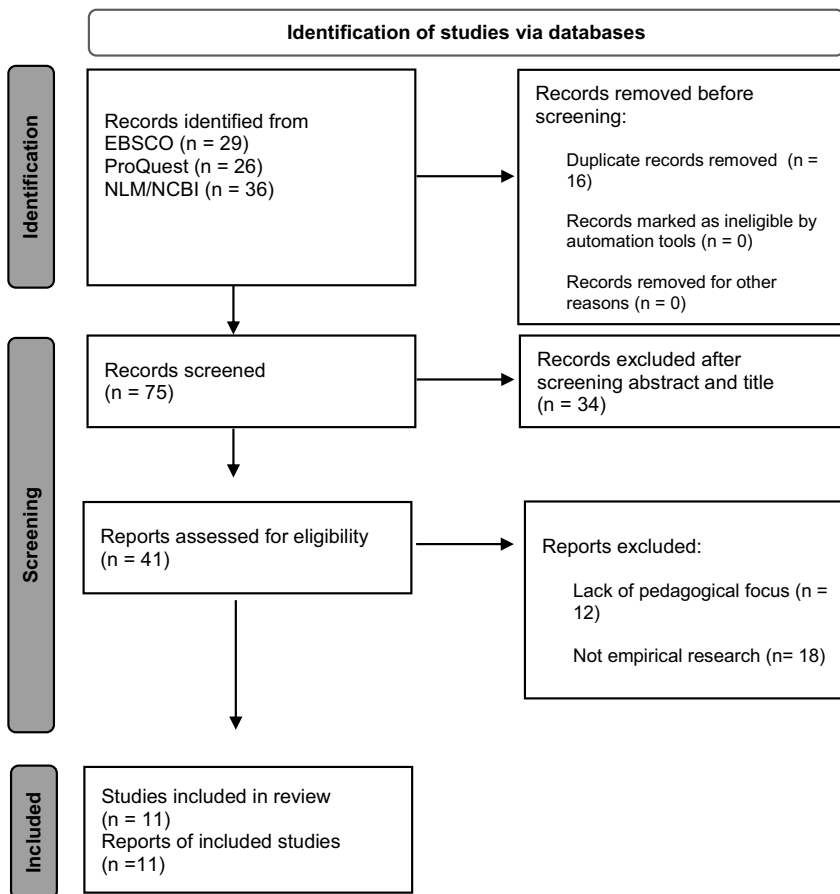 Identification of studies via databases
Identification
Records identified from
EBSCO (n = 29)
ProQuest (n = 26)
NLM/NCBI (n = 36)
Records removed before
screening:
Duplicate records removed (n =
16)
Records marked as ineligible by
automation tools (n = 0)
Records removed for other
reasons (n = 0)
Screening
Records screened
(n = 75)
Records excluded after
screening abstract and title
(n = 34)
Reports assessed for eligibility
(n = 41)
Reports excluded:
Lack of pedagogical focus (n =
12)
Not empirical research (n= 18)
Included
Studies included in review
(n = 11)
Reports of included studies
(n =11)